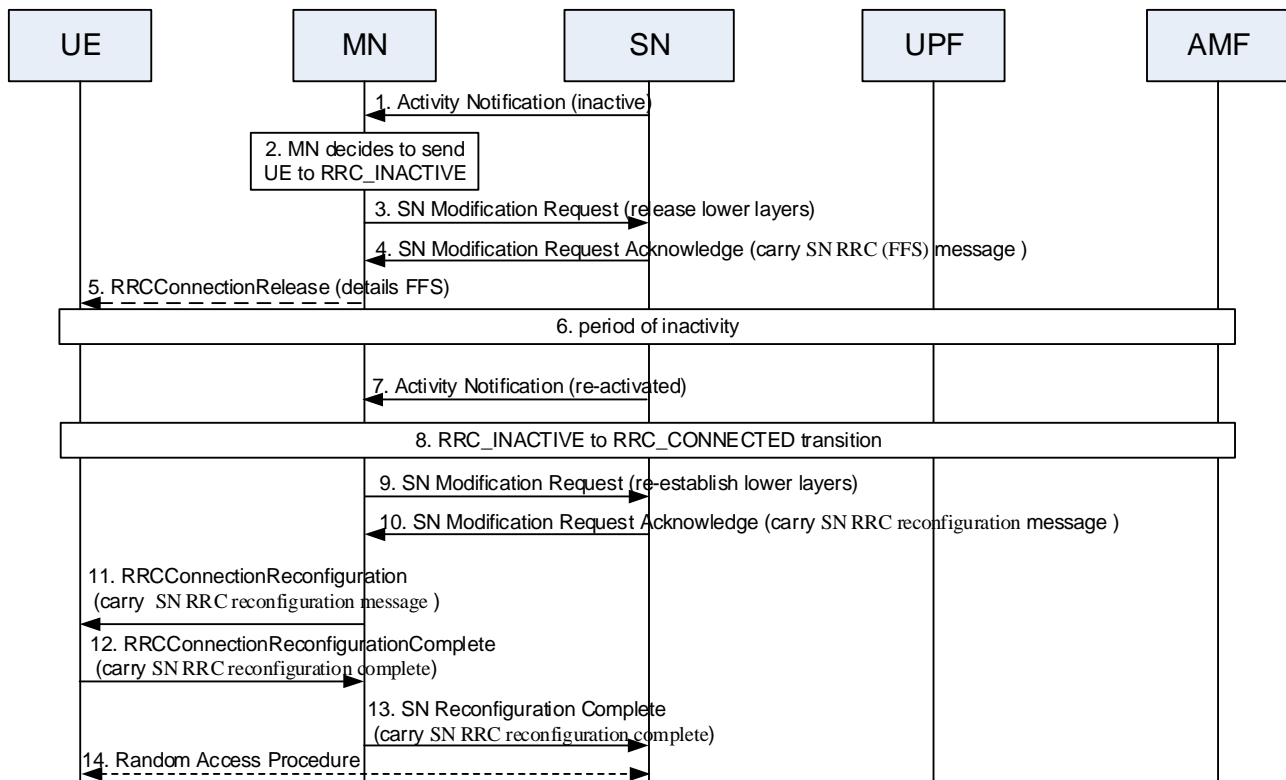 UE
MN
SN
UPF
AMF
1. Activity Notification (inactive)
2. MN decides to send
UE to RRC_INACTIVE
3. SN Modification Request (release lower layers)
4. SN Modification Request Acknowledge (carry SN RRC (FFS) message )
5. RRCConnectionRelease (details FFS)
6. period of inactivity
7. Activity Notification (re-activated)
8. RRC_INACTIVE to RRC_CONNECTED transition
9. SN Modification Request (re-establish lower layers)
10. SN Modification Request Acknowledge (carry SN RRC reconfiguration message )
11. RRCConnectionReconfiguration
(carry SN RRC reconfiguration message )
12. RRCConnectionReconfigurationComplete
(carry SN RRC reconfiguration complete)
13. SN Reconfiguration Complete
(carry SN RRC reconfiguration complete)
14. Random Access Procedure